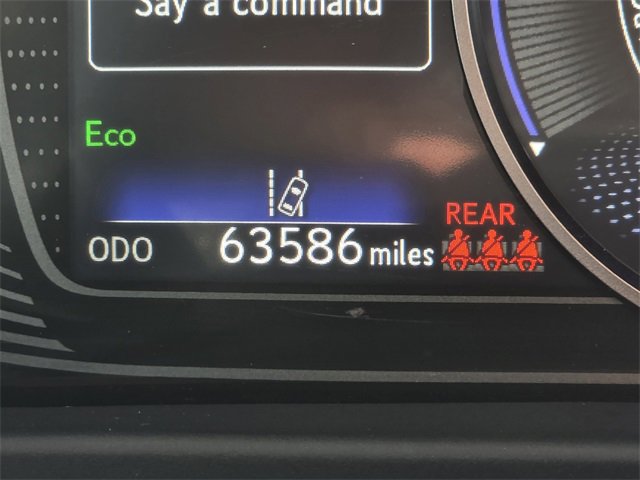 Say a command
Eco
REAR
ODO 63586 miles